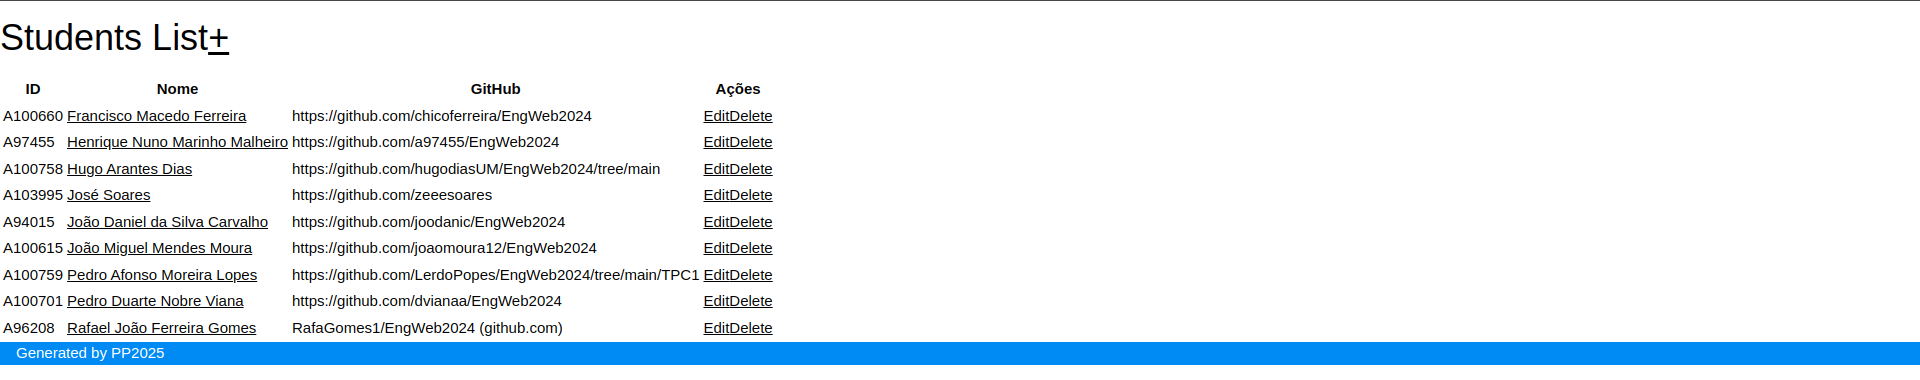 Students List+
ID Nome GitHub Ações
A100660 Francisco Macedo Ferreira https://github.com/chicoferreira/EngWeb2024 EditDelete
A97455 Henrique Nuno Marinho Malheiro https://github.com/a97455/EngWeb2024 EditDelete
A100758 Hugo Arantes Dias https://github.com/hugodiasUM/EngWeb2024/tree/main EditDelete
A103995 José Soares https://github.com/zeeesoares EditDelete
A94015 João Daniel da Silva Carvalho https://github.com/joodanic/EngWeb2024 EditDelete
A100615 João Miguel Mendes Moura https://github.com/joaomoura12/EngWeb2024 EditDelete
A100759 Pedro Afonso Moreira Lopes https://github.com/LerdoPopes/EngWeb2024/tree/main/TPC1 EditDelete
A100701 Pedro Duarte Nobre Viana https://github.com/dvianaa/EngWeb2024 EditDelete
A96208 Rafael João Ferreira Gomes RafaGomes1/EngWeb2024 (github.com) EditDelete
Generated by PP2025